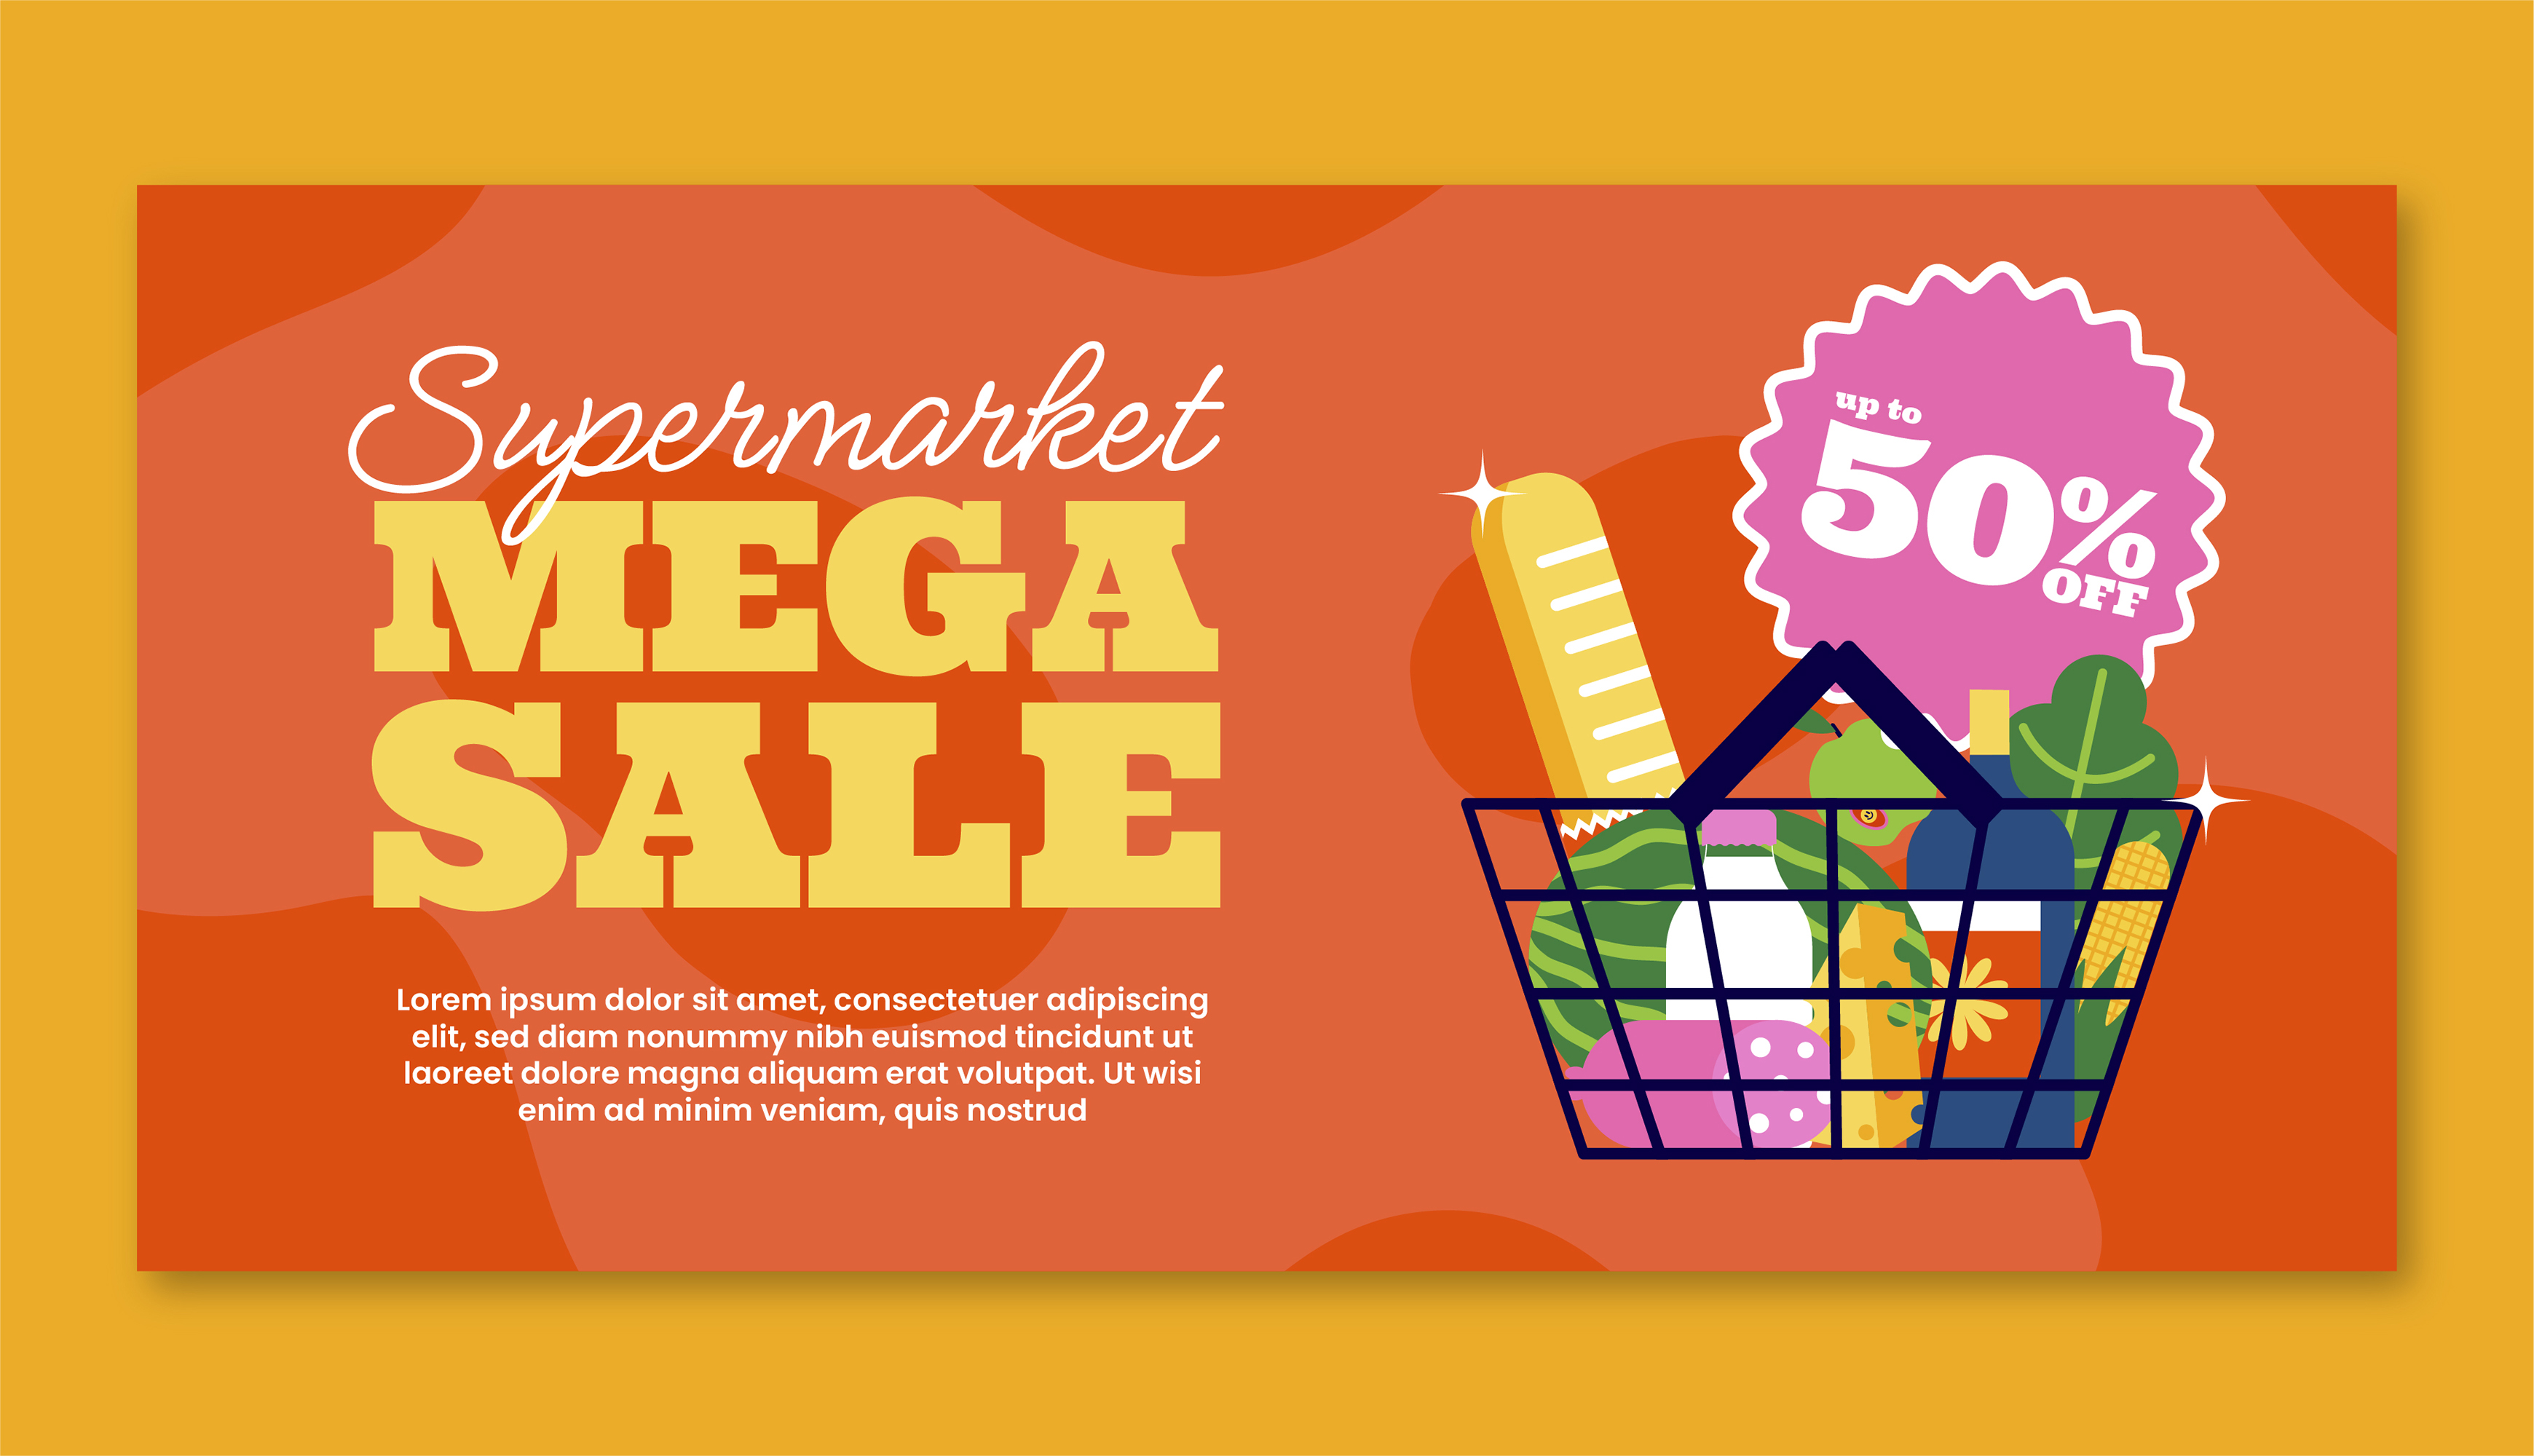 Supermarket
MEGA
SALE
Lorem ipsum dolor sit amet, consectetuer adipiscing
elit, sed diam nonummy nibh euismod tincidunt ut
laoreet dolore magna aliquam erat volutpat. Ut wisi
enim ad minim veniam, quis nostrud
up to
50%
OFF